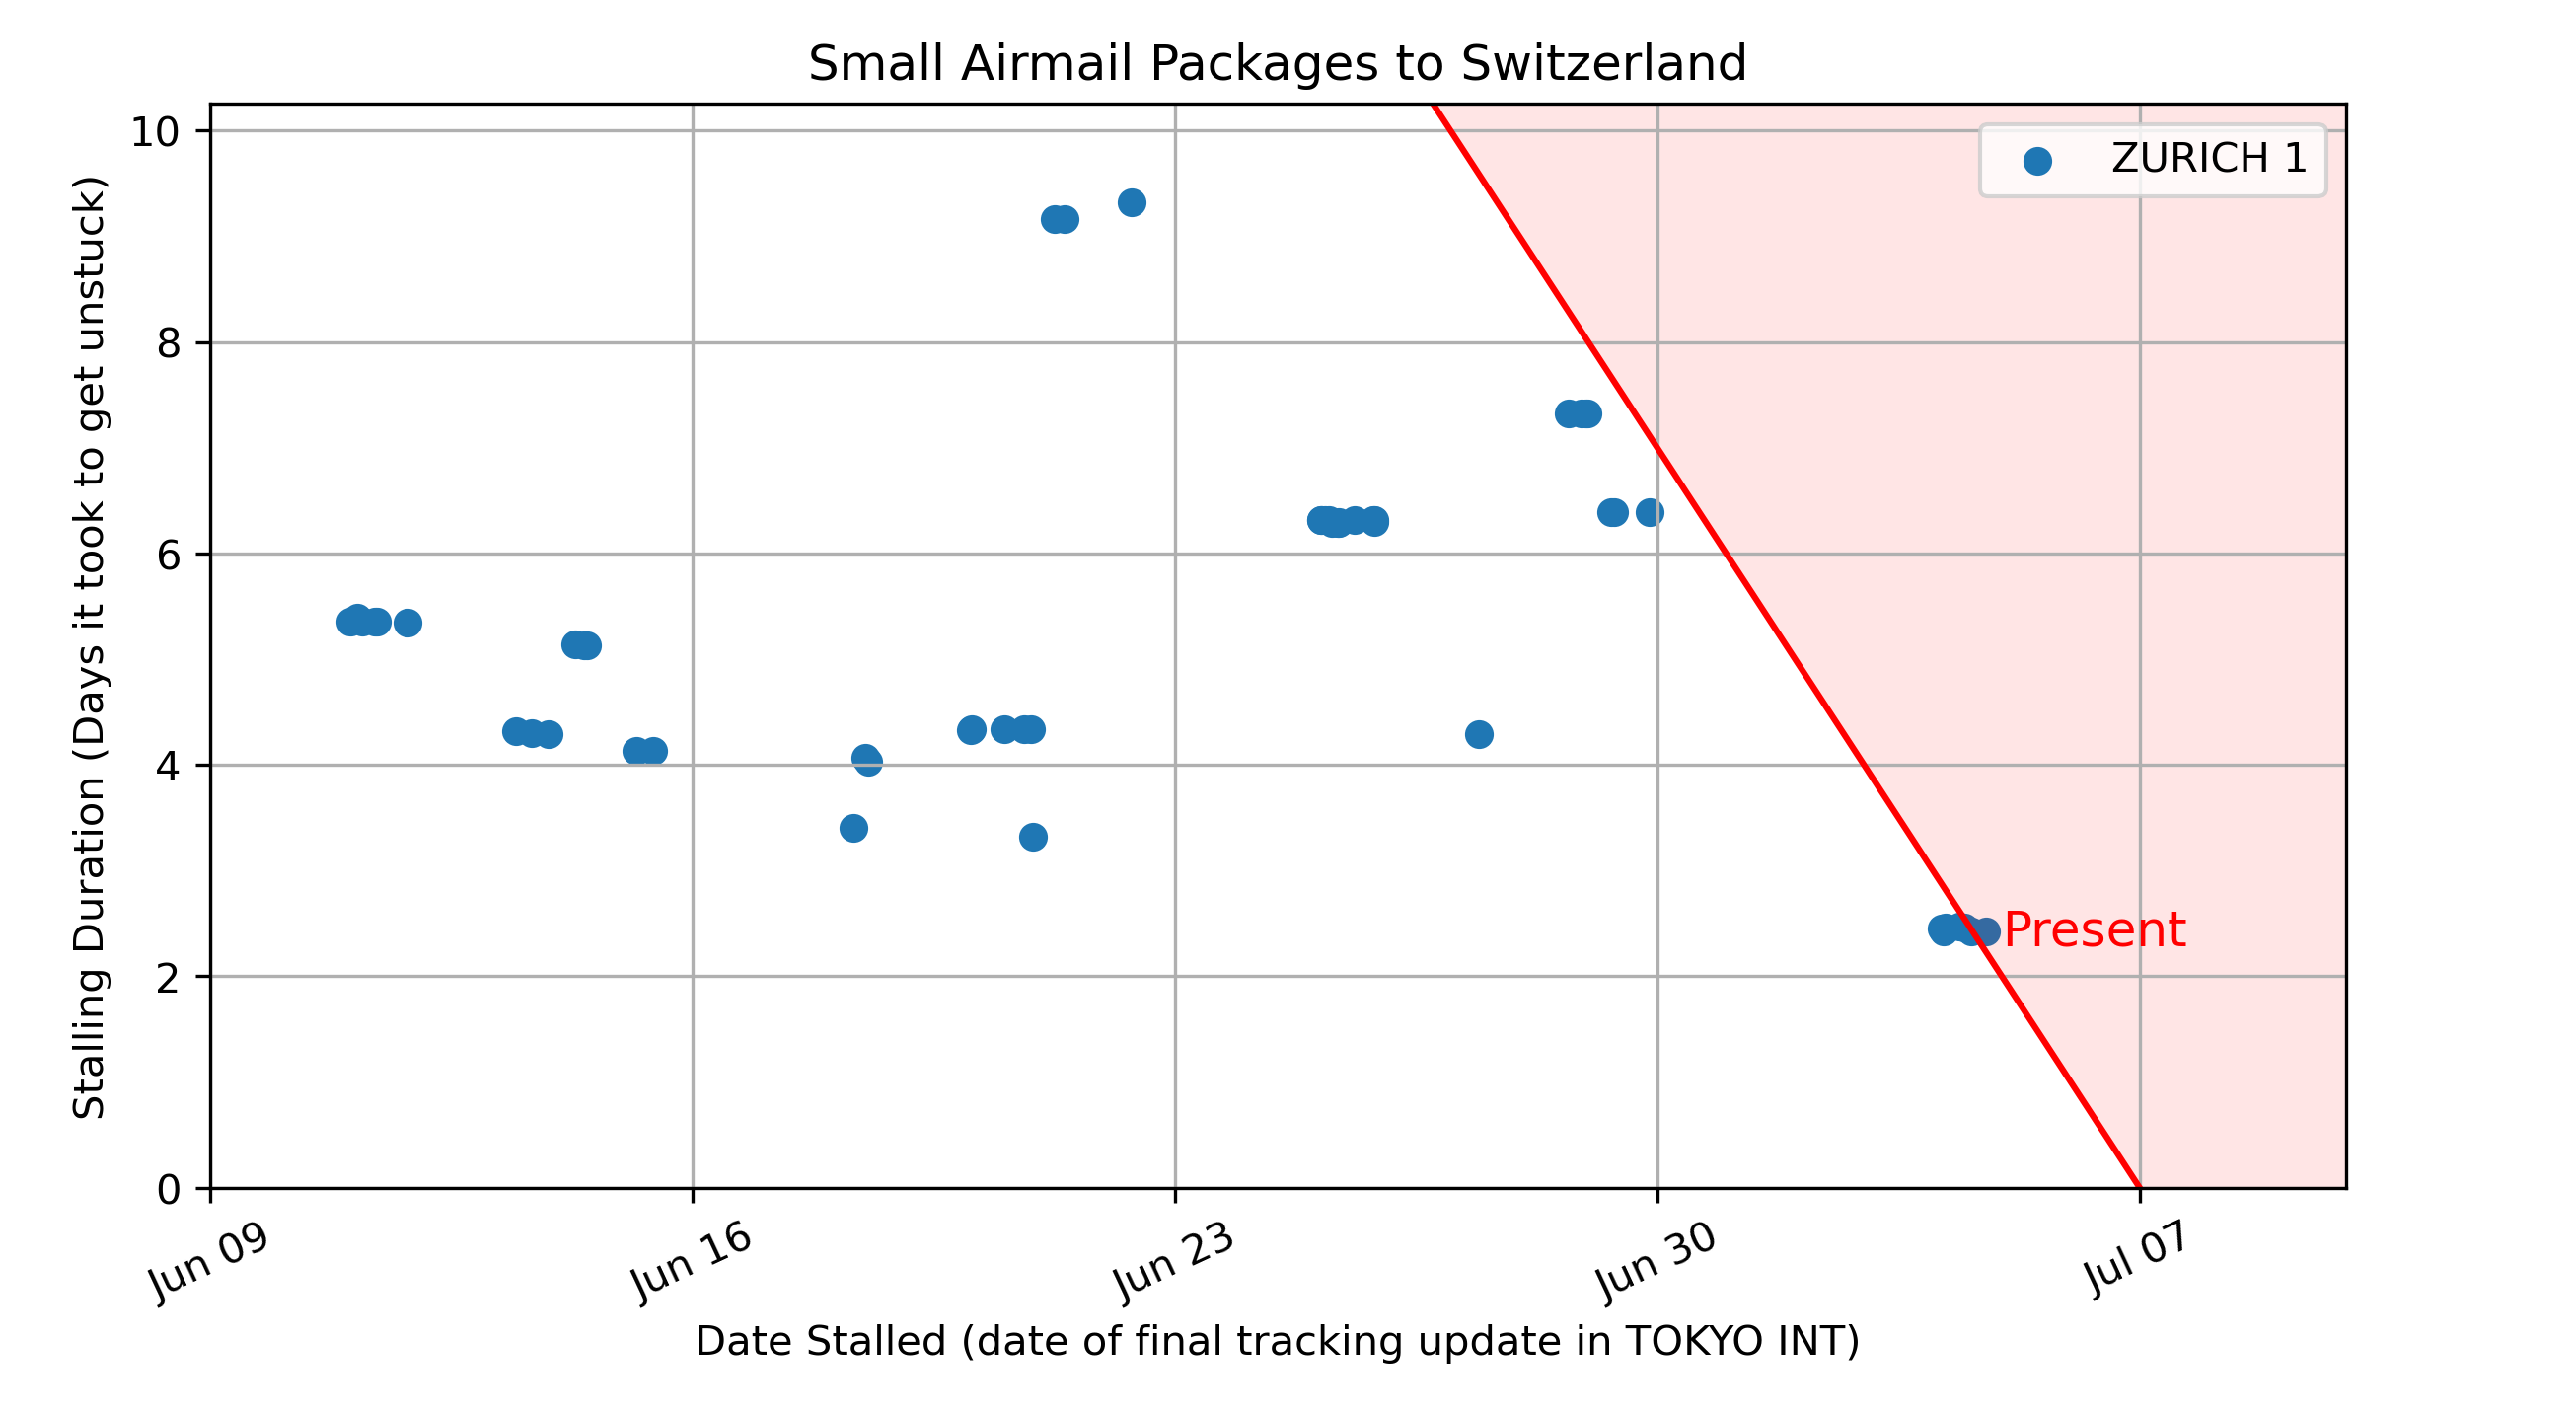 Small Airmail Packages to Switzerland
Stalling Duration (Days it took to get unstuck)
10
8
6
4
2
0
ZURICH 1
Present
Jun 09
Jun 16
Jun 23
Jun 30
Jul 07
Date Stalled (date of final tracking update in TOKYO INT)